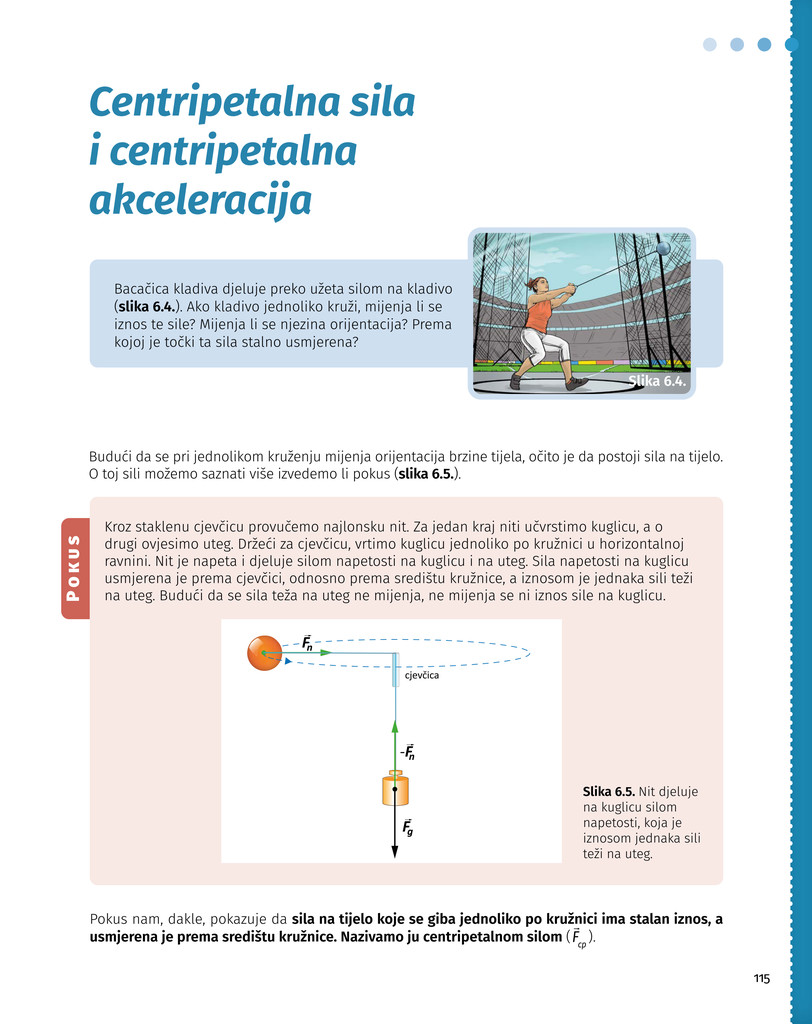 Centripetalna sila
i centripetalna
akceleracija
Bacačica kladiva djeluje preko užeta silom na kladivo
(slika 6.4.). Ako kladivo jednoliko kruži, mijenja li se
iznos te sile? Mijenja li se njezina orijentacija? Prema
kojoj je točki ta sila stalno usmjerena?
Slika 6.4.
Budući da se pri jednolikom kruženju mijenja orijentacija brzine tijela, očito je da postoji sila na tijelo.
O toj sili možemo saznati više izvedemo li pokus (slika 6.5.).
POKUS
Kroz staklenu cjevčicu provučemo najlonsku nit. Za jedan kraj niti učvrstimo kuglicu, a o
drugi ovjesimo uteg. Držeći za cjevčicu, vrtimo kuglicu jednoliko po kružnici u horizontalnoj
ravnini. Nit je napeta i djeluje silom napetosti na kuglicu i na uteg. Sila napetosti na kuglicu
usmjerena je prema cjevčici, odnosno prema središtu kružnice, a iznosom je jednaka sili teži
na uteg. Budući da se sila teža na uteg ne mijenja, ne mijenja se ni iznos sile na kuglicu.
F⃗n
cjevčica
-F⃗n
F⃗g
Slika 6.5. Nit djeluje
na kuglicu silom
napetosti, koja je
iznosom jednaka sili
teži na uteg.
Pokus nam, dakle, pokazuje da sila na tijelo koje se giba jednoliko po kružnici ima stalan iznos, a
usmjerena je prema središtu kružnice. Nazivamo ju centripetalnom silom (F⃗cp).
115